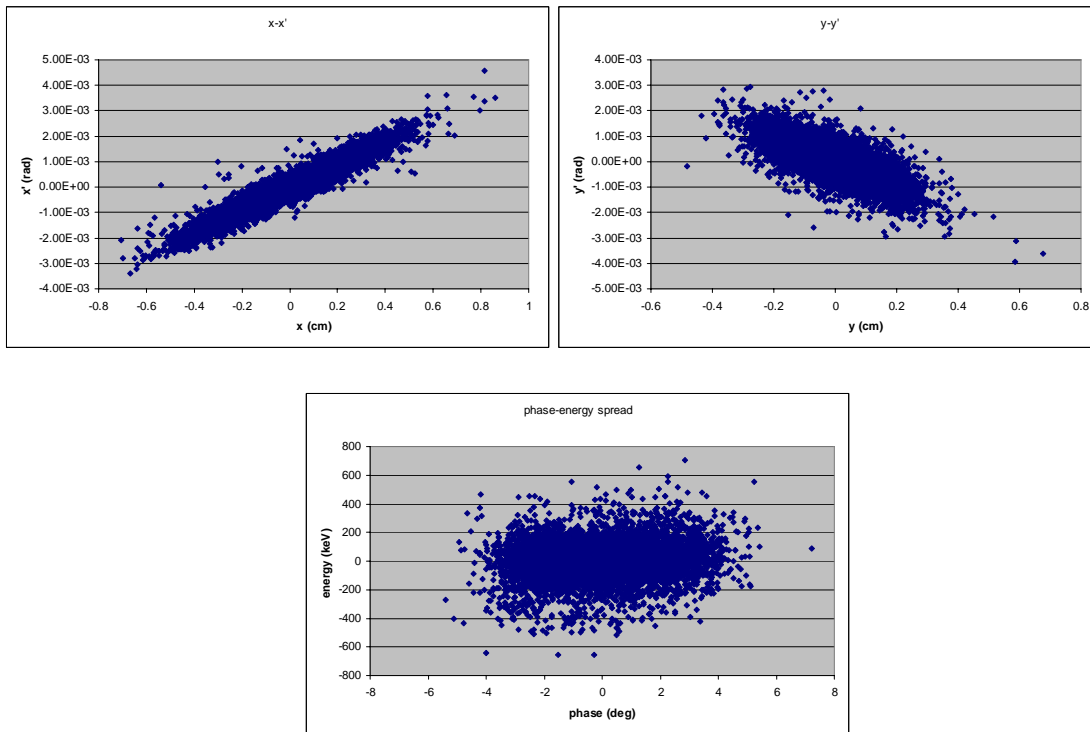 x-x'
5.00E-03
4.00E-03
3.00E-03
2.00E-03
1.00E-03
0.00E+00
-1.00E-03
-2.00E-03
-3.00E-03
-4.00E-03
x' (rad)
-0.8 -0.6 -0.4 -0.2 0 0.2 0.4 0.6 0.8 1
x (cm)
y-y'
4.00E-03
3.00E-03
2.00E-03
1.00E-03
0.00E+00
-1.00E-03
-2.00E-03
-3.00E-03
-4.00E-03
-5.00E-03
y' (rad)
-0.6 -0.4 -0.2 0 0.2 0.4 0.6 0.8
y (cm)
phase-energy spread
800
600
400
200
0
-200
-400
-600
-800
energy (keV)
-8 -6 -4 -2 0 2 4 6 8
phase (deg)